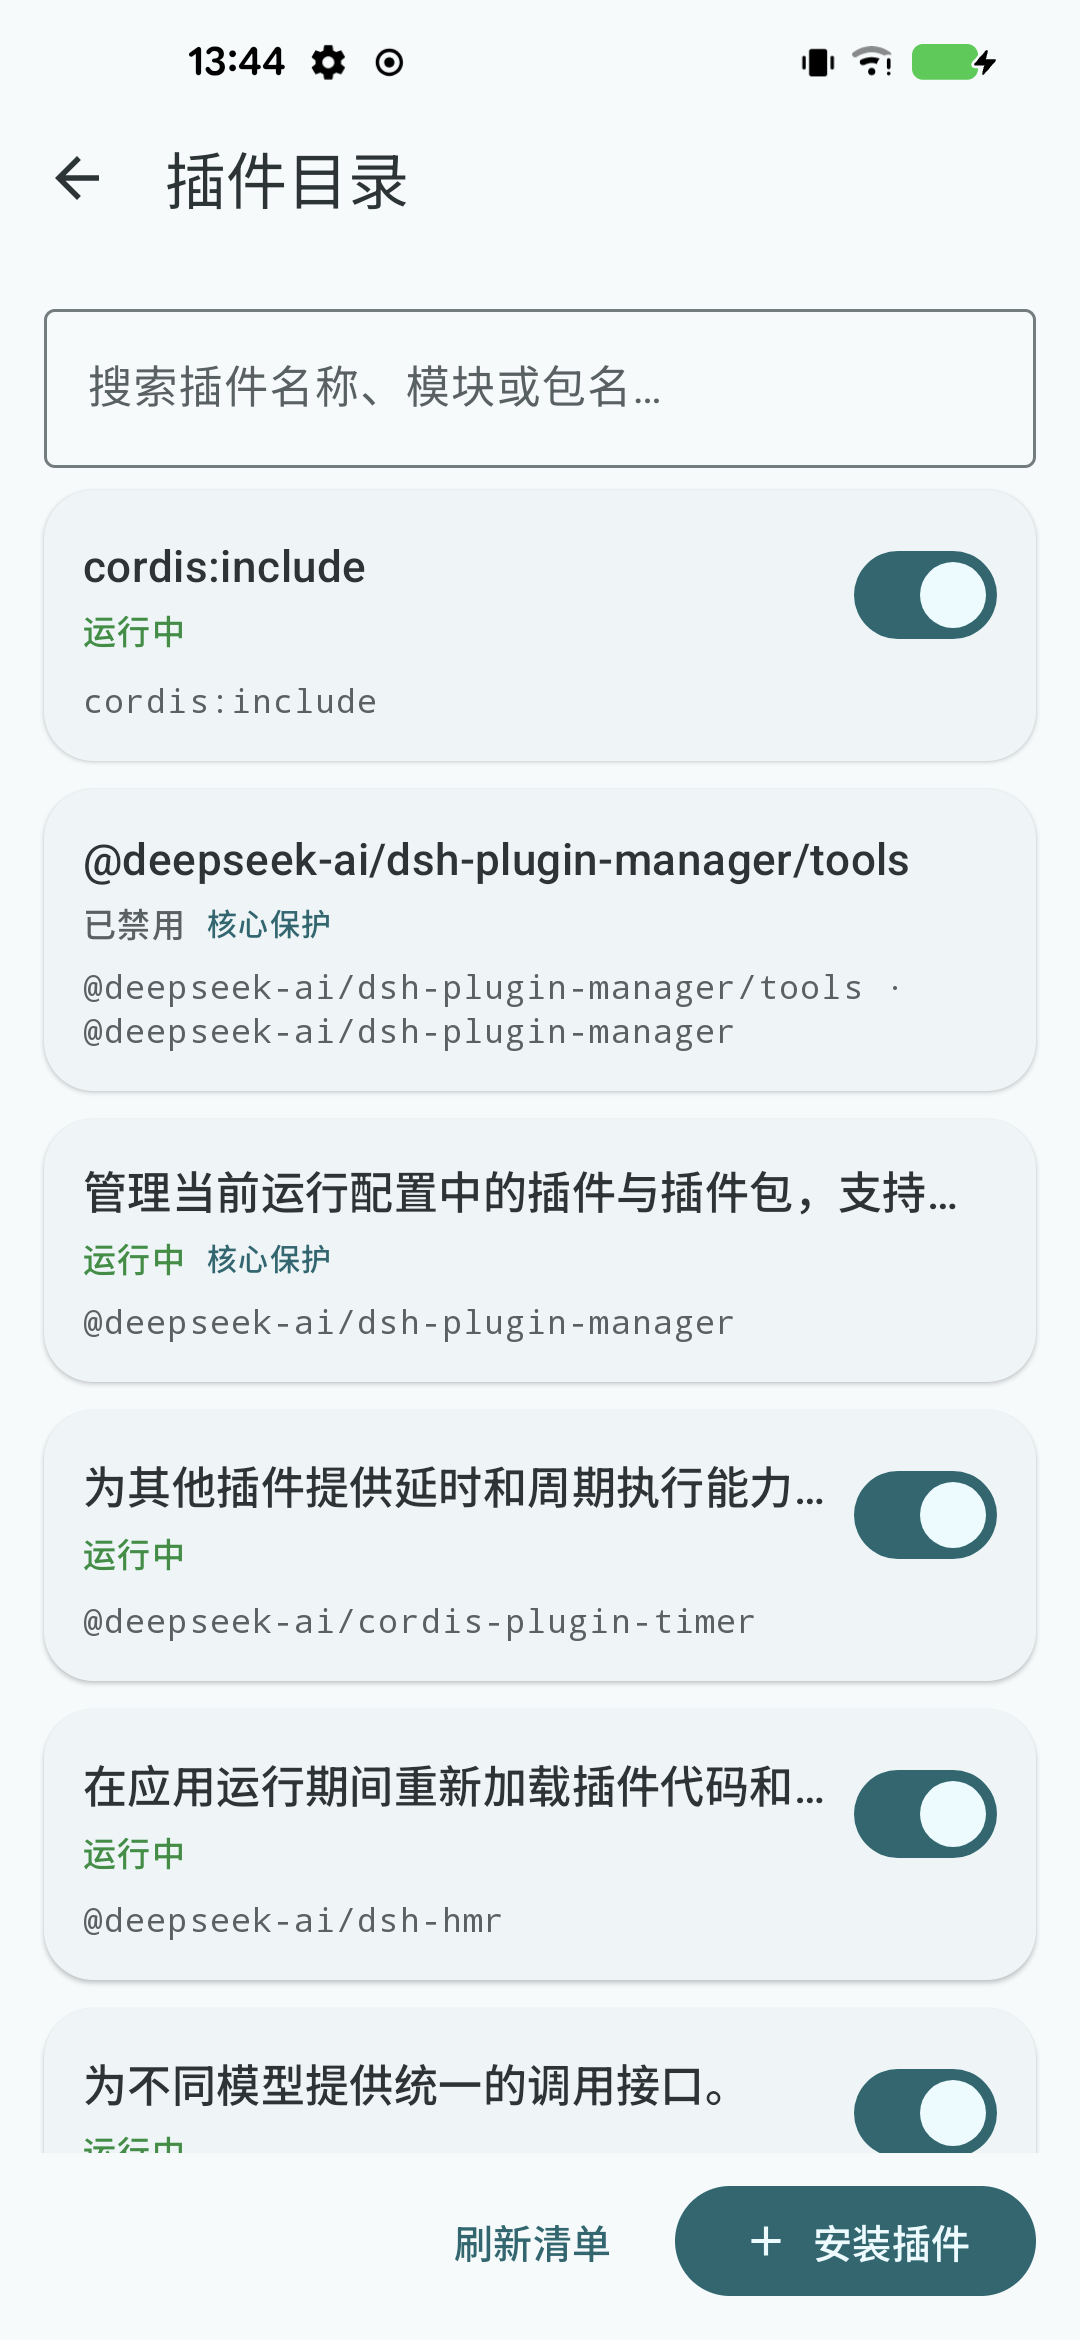 13:44
插件目录
搜索插件名称、模块或包名...
cordis:include
运行中
cordis:include
@deepseek-ai/dsh-plugin-manager/tools
已禁用 核心保护
@deepseek-ai/dsh-plugin-manager/tools ·
@deepseek-ai/dsh-plugin-manager
管理当前运行配置中的插件与插件包，支持...
运行中 核心保护
@deepseek-ai/dsh-plugin-manager
为其他插件提供延时和周期执行能力...
运行中
@deepseek-ai/cordis-plugin-timer
在应用运行期间重新加载插件代码和...
运行中
@deepseek-ai/dsh-hmr
为不同模型提供统一的调用接口。
运行中
刷新清单
+ 安装插件